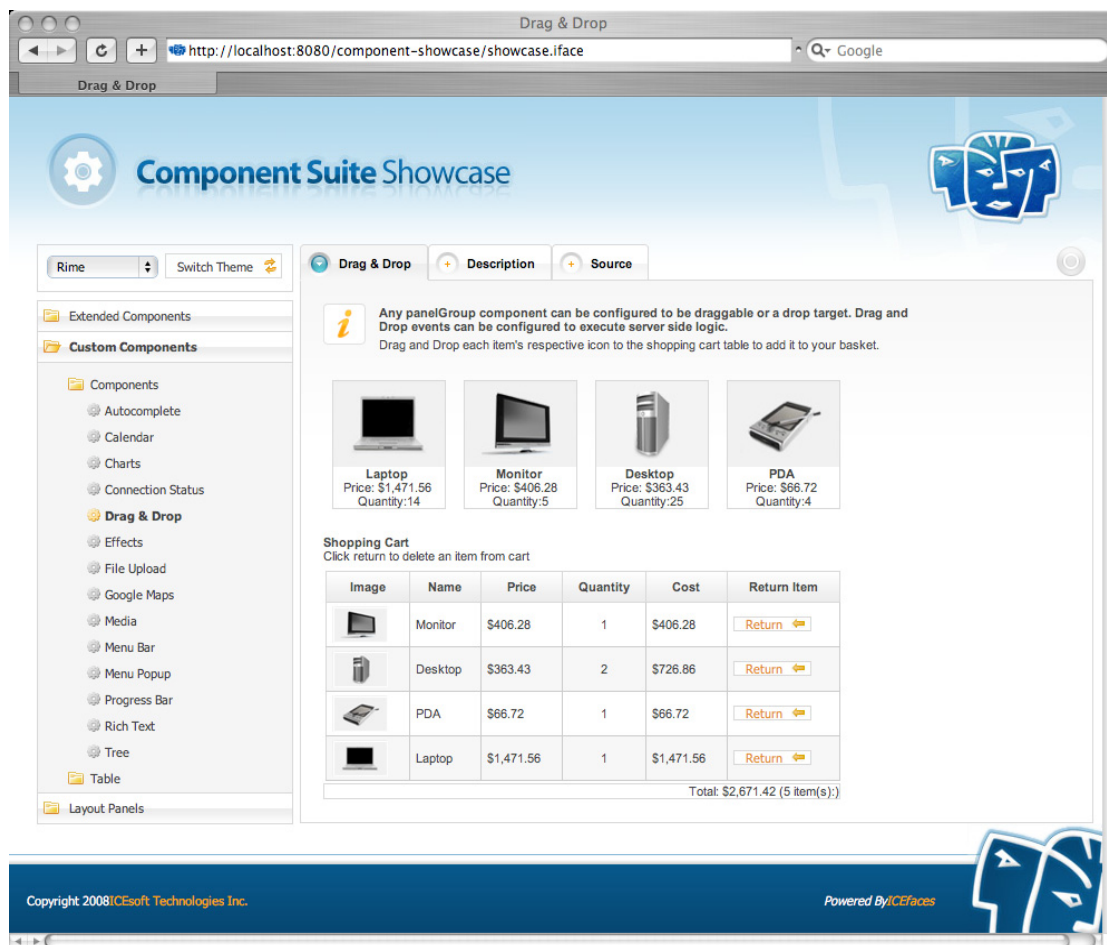 Drag & Drop
http://localhost:8080/component-showcase/showcase.iface
Google
Drag & Drop
Component Suite Showcase
Rime
Switch Theme
Drag & Drop
Description
Source
Extended Components
Custom Components
Components
Autocomplete
Calendar
Charts
Connection Status
Drag & Drop
Effects
File Upload
Google Maps
Media
Menu Bar
Menu Popup
Progress Bar
Rich Text
Tree
Table
Layout Panels
i
Any panelGroup component can be configured to be draggable or a drop target. Drag and
Drop events can be configured to execute server side logic.
Drag and Drop each item's respective icon to the shopping cart table to add it to your basket.
Laptop
Price: $1,471.56
Quantity:14
Monitor
Price: $406.28
Quantity:5
Desktop
Price: $363.43
Quantity:25
PDA
Price: $66.72
Quantity:4
Shopping Cart
Click return to delete an item from cart
Image Name Price Quantity Cost Return Item
Monitor $406.28 1 $406.28 Return
Desktop $363.43 2 $726.86 Return
PDA $66.72 1 $66.72 Return
Laptop $1,471.56 1 $1,471.56 Return
Total: $2,671.42 (5 item(s):)
Copyright 2008ICEsoft Technologies Inc.
Powered ByICEfaces